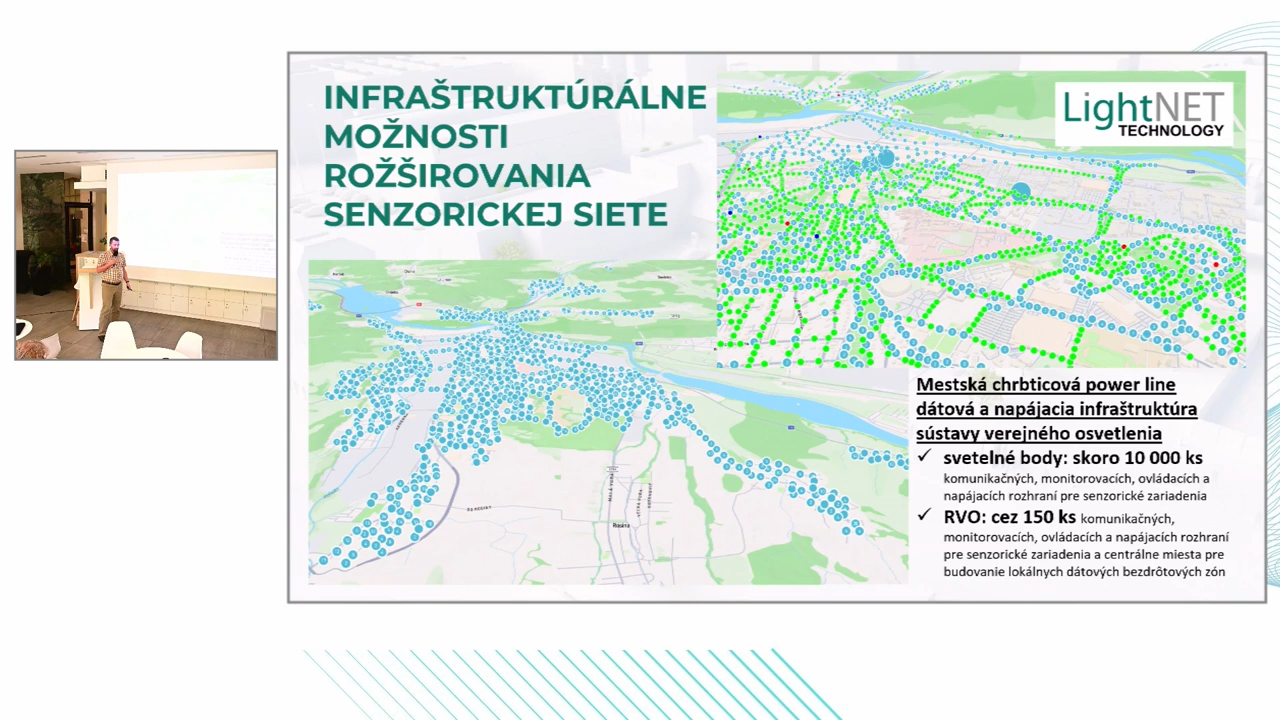 INFRAŠTRUKTÚRÁLNE
MOŽNOSTI
ROŽŠIROVANIA
SENZORICKEJ SIETE
LightNET
TECHNOLOGY
Rosina
Mestská chrbticová power line
dátová a napájacia infraštruktúra
sústavy verejného osvetlenia
✓ svetelné body: skoro 10 000 ks
komunikačných, monitorovacích, ovládacích a
napájacích rozhraní pre senzorické zariadenia
✓ RVO: cez 150 ks komunikačných,
monitorovacích, ovládacích a napájacích rozhraní
pre senzorické zariadenia a centrálne miesta pre
budovanie lokálnych dátových bezdrôtových zón